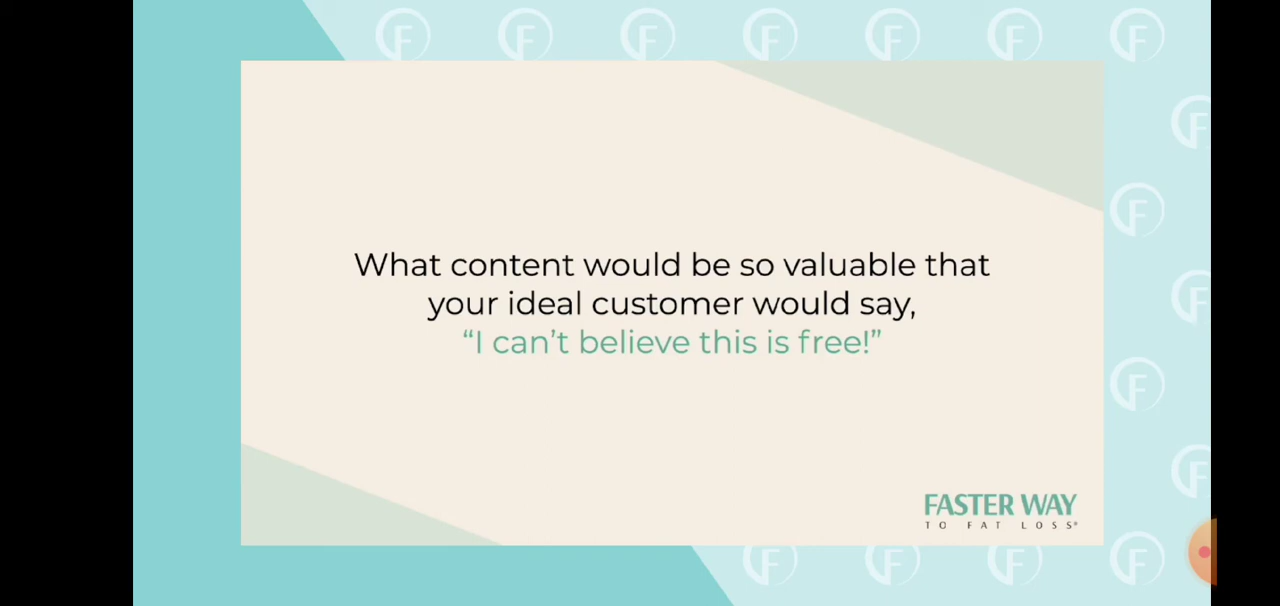 What content would be so valuable that
your ideal customer would say,
“I can’t believe this is free!”
FASTER WAY
TO FAT LOSS®